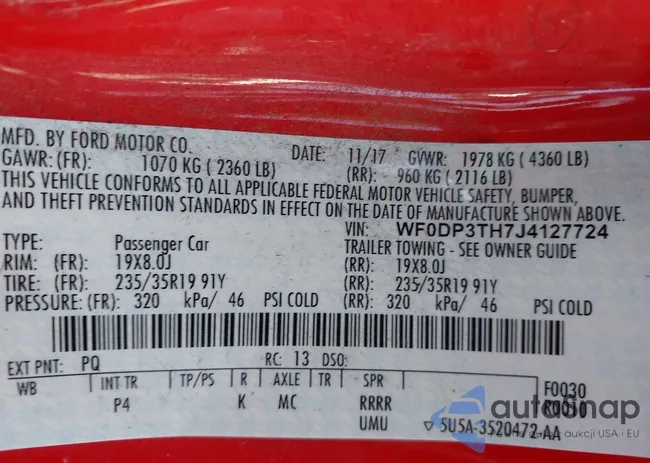 MFD. BY FORD MOTOR CO. DATE: 11/17 GVWR: 1978 KG ( 4360 LB)
GAWR: (FR): 1070 KG ( 2360 LB) (RR): 960 KG ( 2116 LB)
THIS VEHICLE CONFORMS TO ALL APPLICABLE FEDERAL MOTOR VEHICLE SAFETY, BUMPER,
AND THEFT PREVENTION STANDARDS IN EFFECT ON THE DATE OF MANUFACTURE SHOWN ABOVE.
VIN: WF0DP3TH7J4127724
TYPE: Passenger Car TRAILER TOWING - SEE OWNER GUIDE
RIM: (FR): 19X8.0J (RR): 19X8.0J
TIRE: (FR): 235/35R19 91Y (RR): 235/35R19 91Y
PRESSURE: (FR): 320 kPa/ 46 PSI COLD (RR): 320 kPa/ 46 PSI COLD
EXT PNT: PQ RC: 13 DSO:
WB INT TR TP/PS R AXLE TR SPR F0030
P4 K MC RRRR
UMU ▽ 5U5A-3520472-AA
autoSnap
aukcji USA · EU